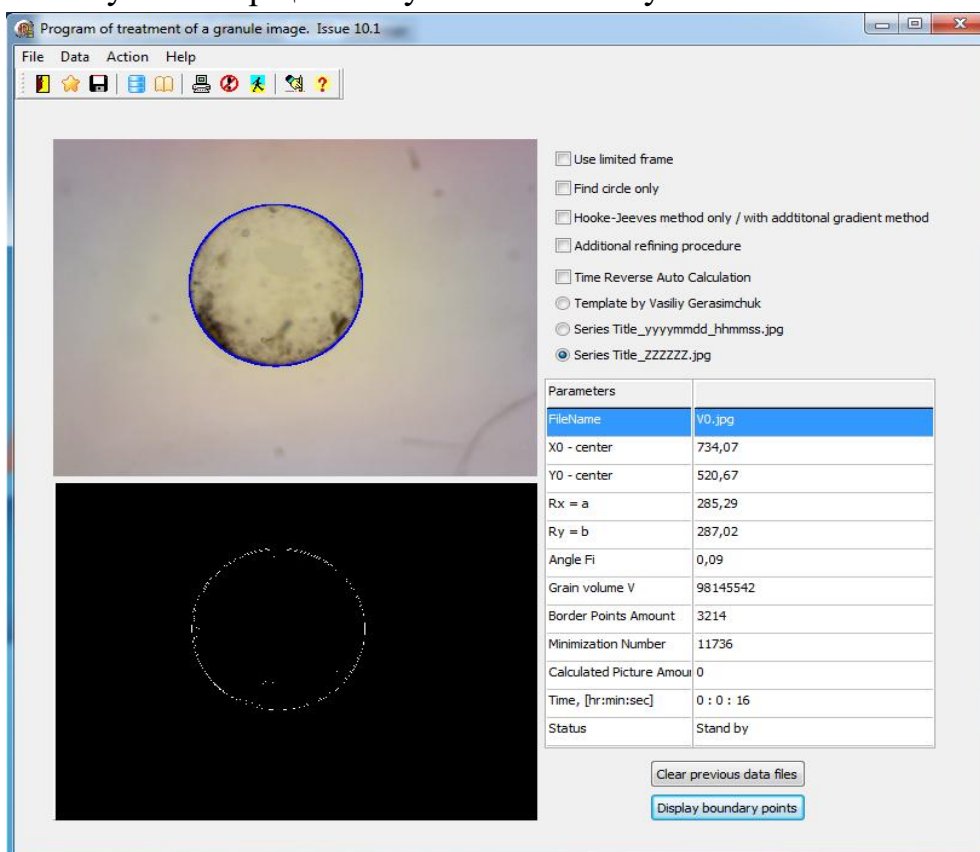 Program of treatment of a granule image. Issue 10.1
File Data Action Help
Use limited frame
Find circle only
Hooke-Jeeves method only / with addtitonal gradient method
Additional refining procedure
Time Reverse Auto Calculation
Template by Vasiliy Gerasimchuk
Series Title_yyyymmdd_hhmmss.jpg
Series Title_ZZZZZZ.jpg
Parameters
FileName V0.jpg
X0 - center 734,07
Y0 - center 520,67
Rx = a 285,29
Ry = b 287,02
Angle Fi 0,09
Grain volume V 98145542
Border Points Amount 3214
Minimization Number 11736
Calculated Picture Amour 0
Time, [hr:min:sec] 0 : 0 : 16
Status Stand by
Clear previous data files
Display boundary points